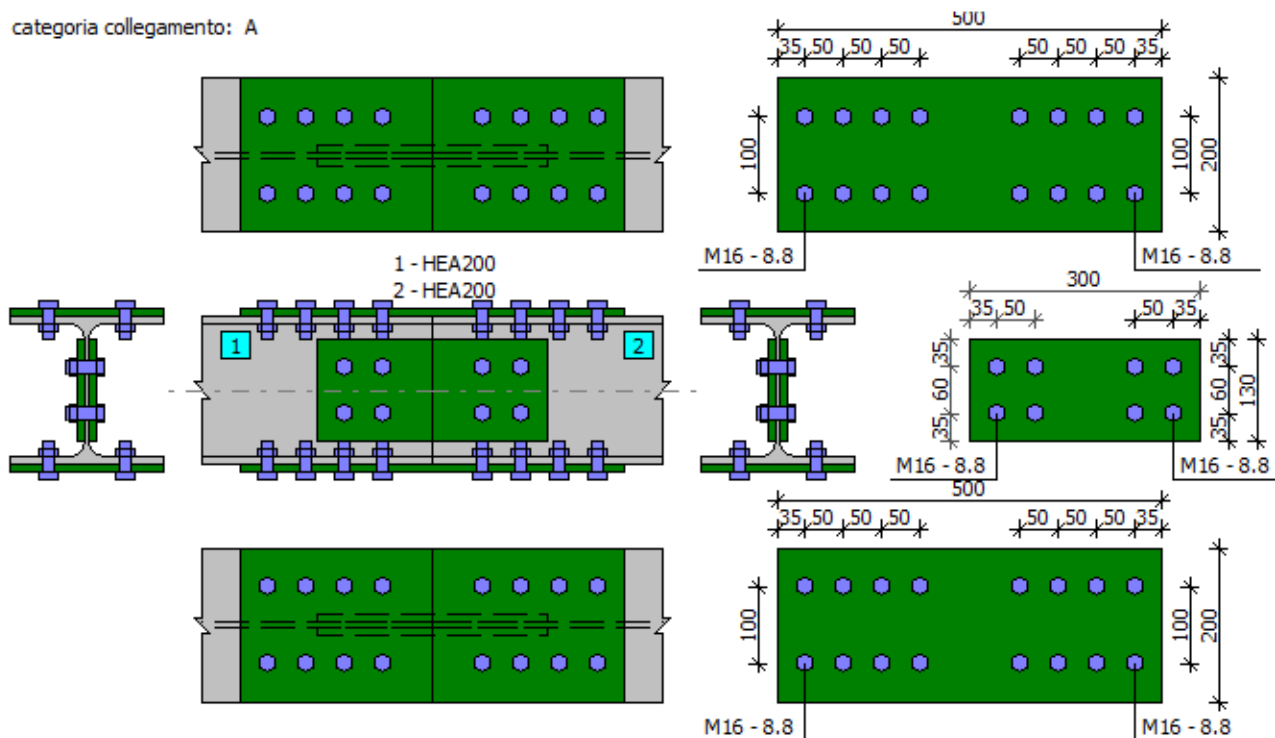 categoria collegamento: A
500
35 50 50 50 50 50 50 35
100 100 200
M16 - 8.8 M16 - 8.8
1 - HEA200
2 - HEA200
1 2
300
35 50 50 35
35 60 35 35 60 35 130
M16 - 8.8 M16 - 8.8
500
35 50 50 50 50 50 50 35
100 100 200
M16 - 8.8 M16 - 8.8